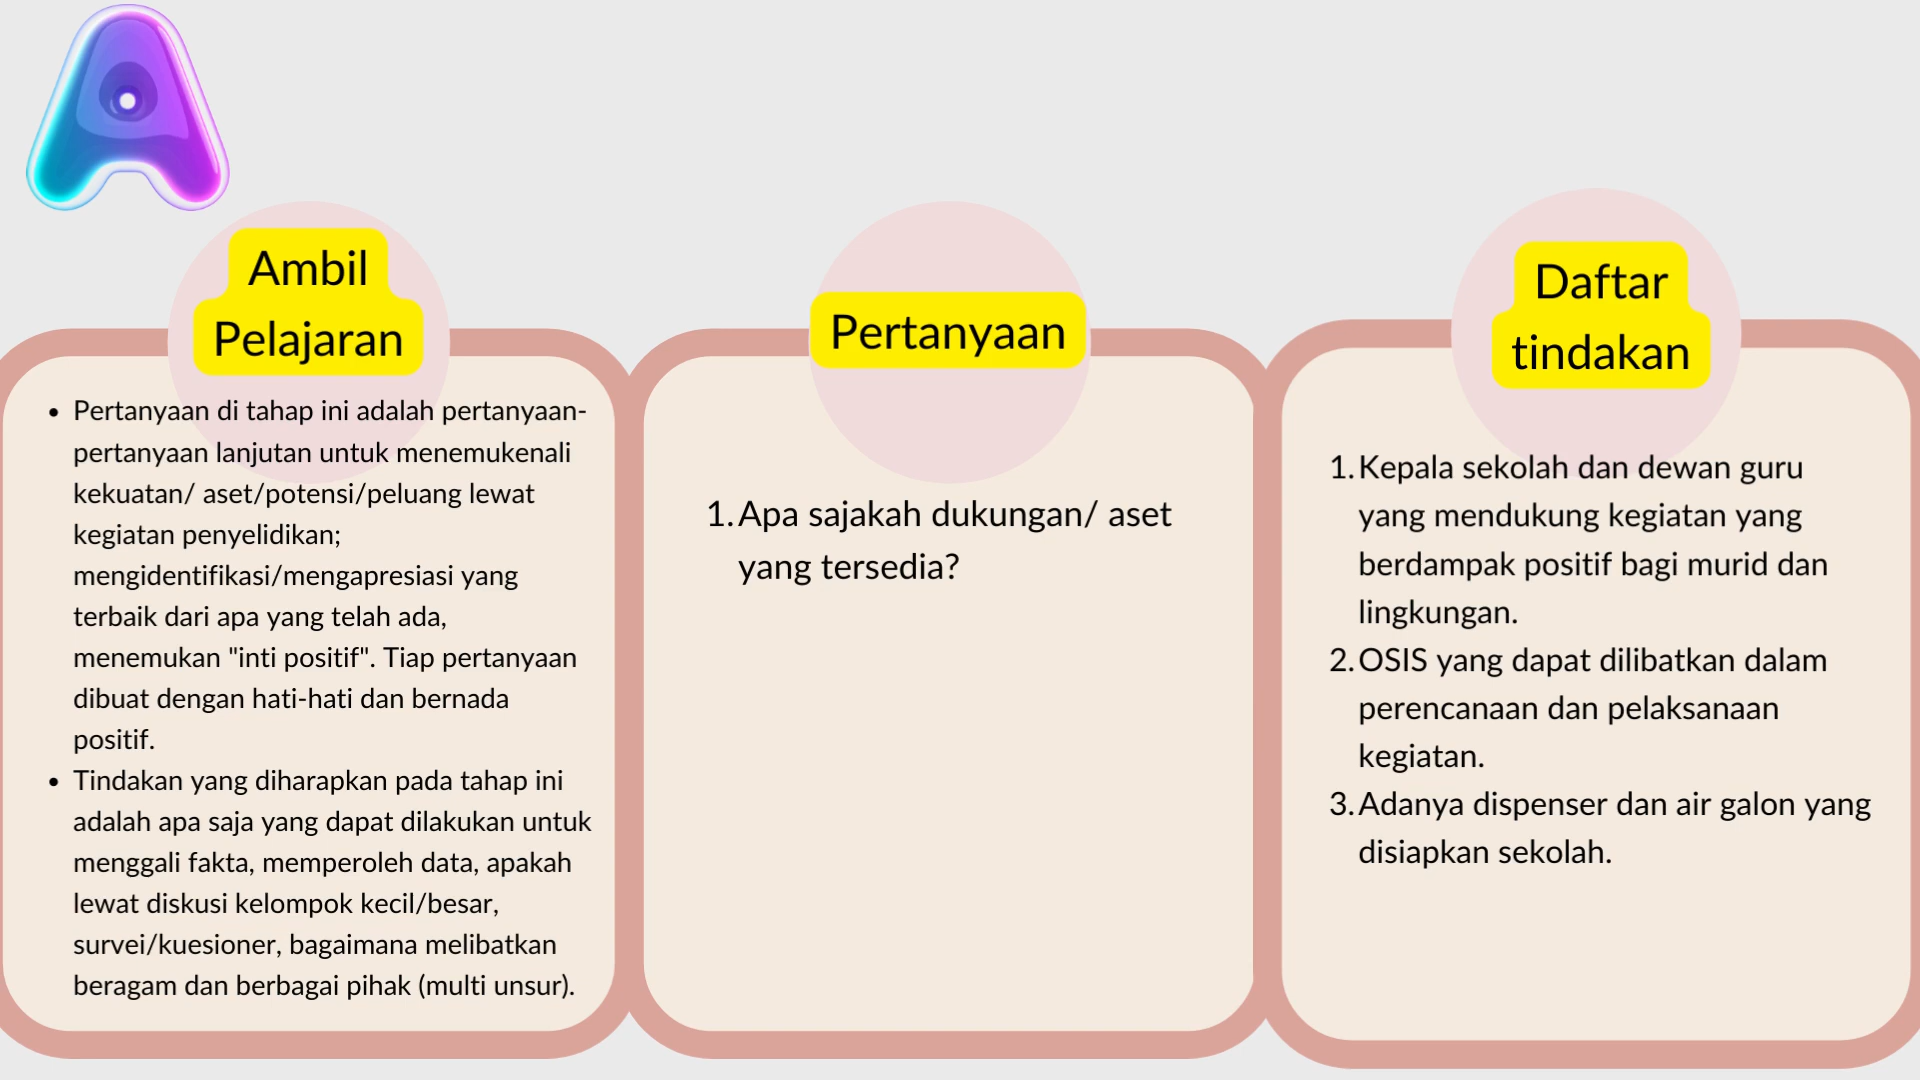 A
Ambil
Pelajaran
• Pertanyaan di tahap ini adalah pertanyaan-
pertanyaan lanjutan untuk menemukenali
kekuatan/ aset/potensi/peluang lewat
kegiatan penyelidikan;
mengidentifikasi/mengapresiasi yang
terbaik dari apa yang telah ada,
menemukan "inti positif". Tiap pertanyaan
dibuat dengan hati-hati dan bernada
positif.
• Tindakan yang diharapkan pada tahap ini
adalah apa saja yang dapat dilakukan untuk
menggali fakta, memperoleh data, apakah
lewat diskusi kelompok kecil/besar,
survei/kuesioner, bagaimana melibatkan
beragam dan berbagai pihak (multi unsur).
Pertanyaan
1. Apa sajakah dukungan/ aset
yang tersedia?
Daftar
tindakan
1. Kepala sekolah dan dewan guru
yang mendukung kegiatan yang
berdampak positif bagi murid dan
lingkungan.
2. OSIS yang dapat dilibatkan dalam
perencanaan dan pelaksanaan
kegiatan.
3. Adanya dispenser dan air galon yang
disiapkan sekolah.